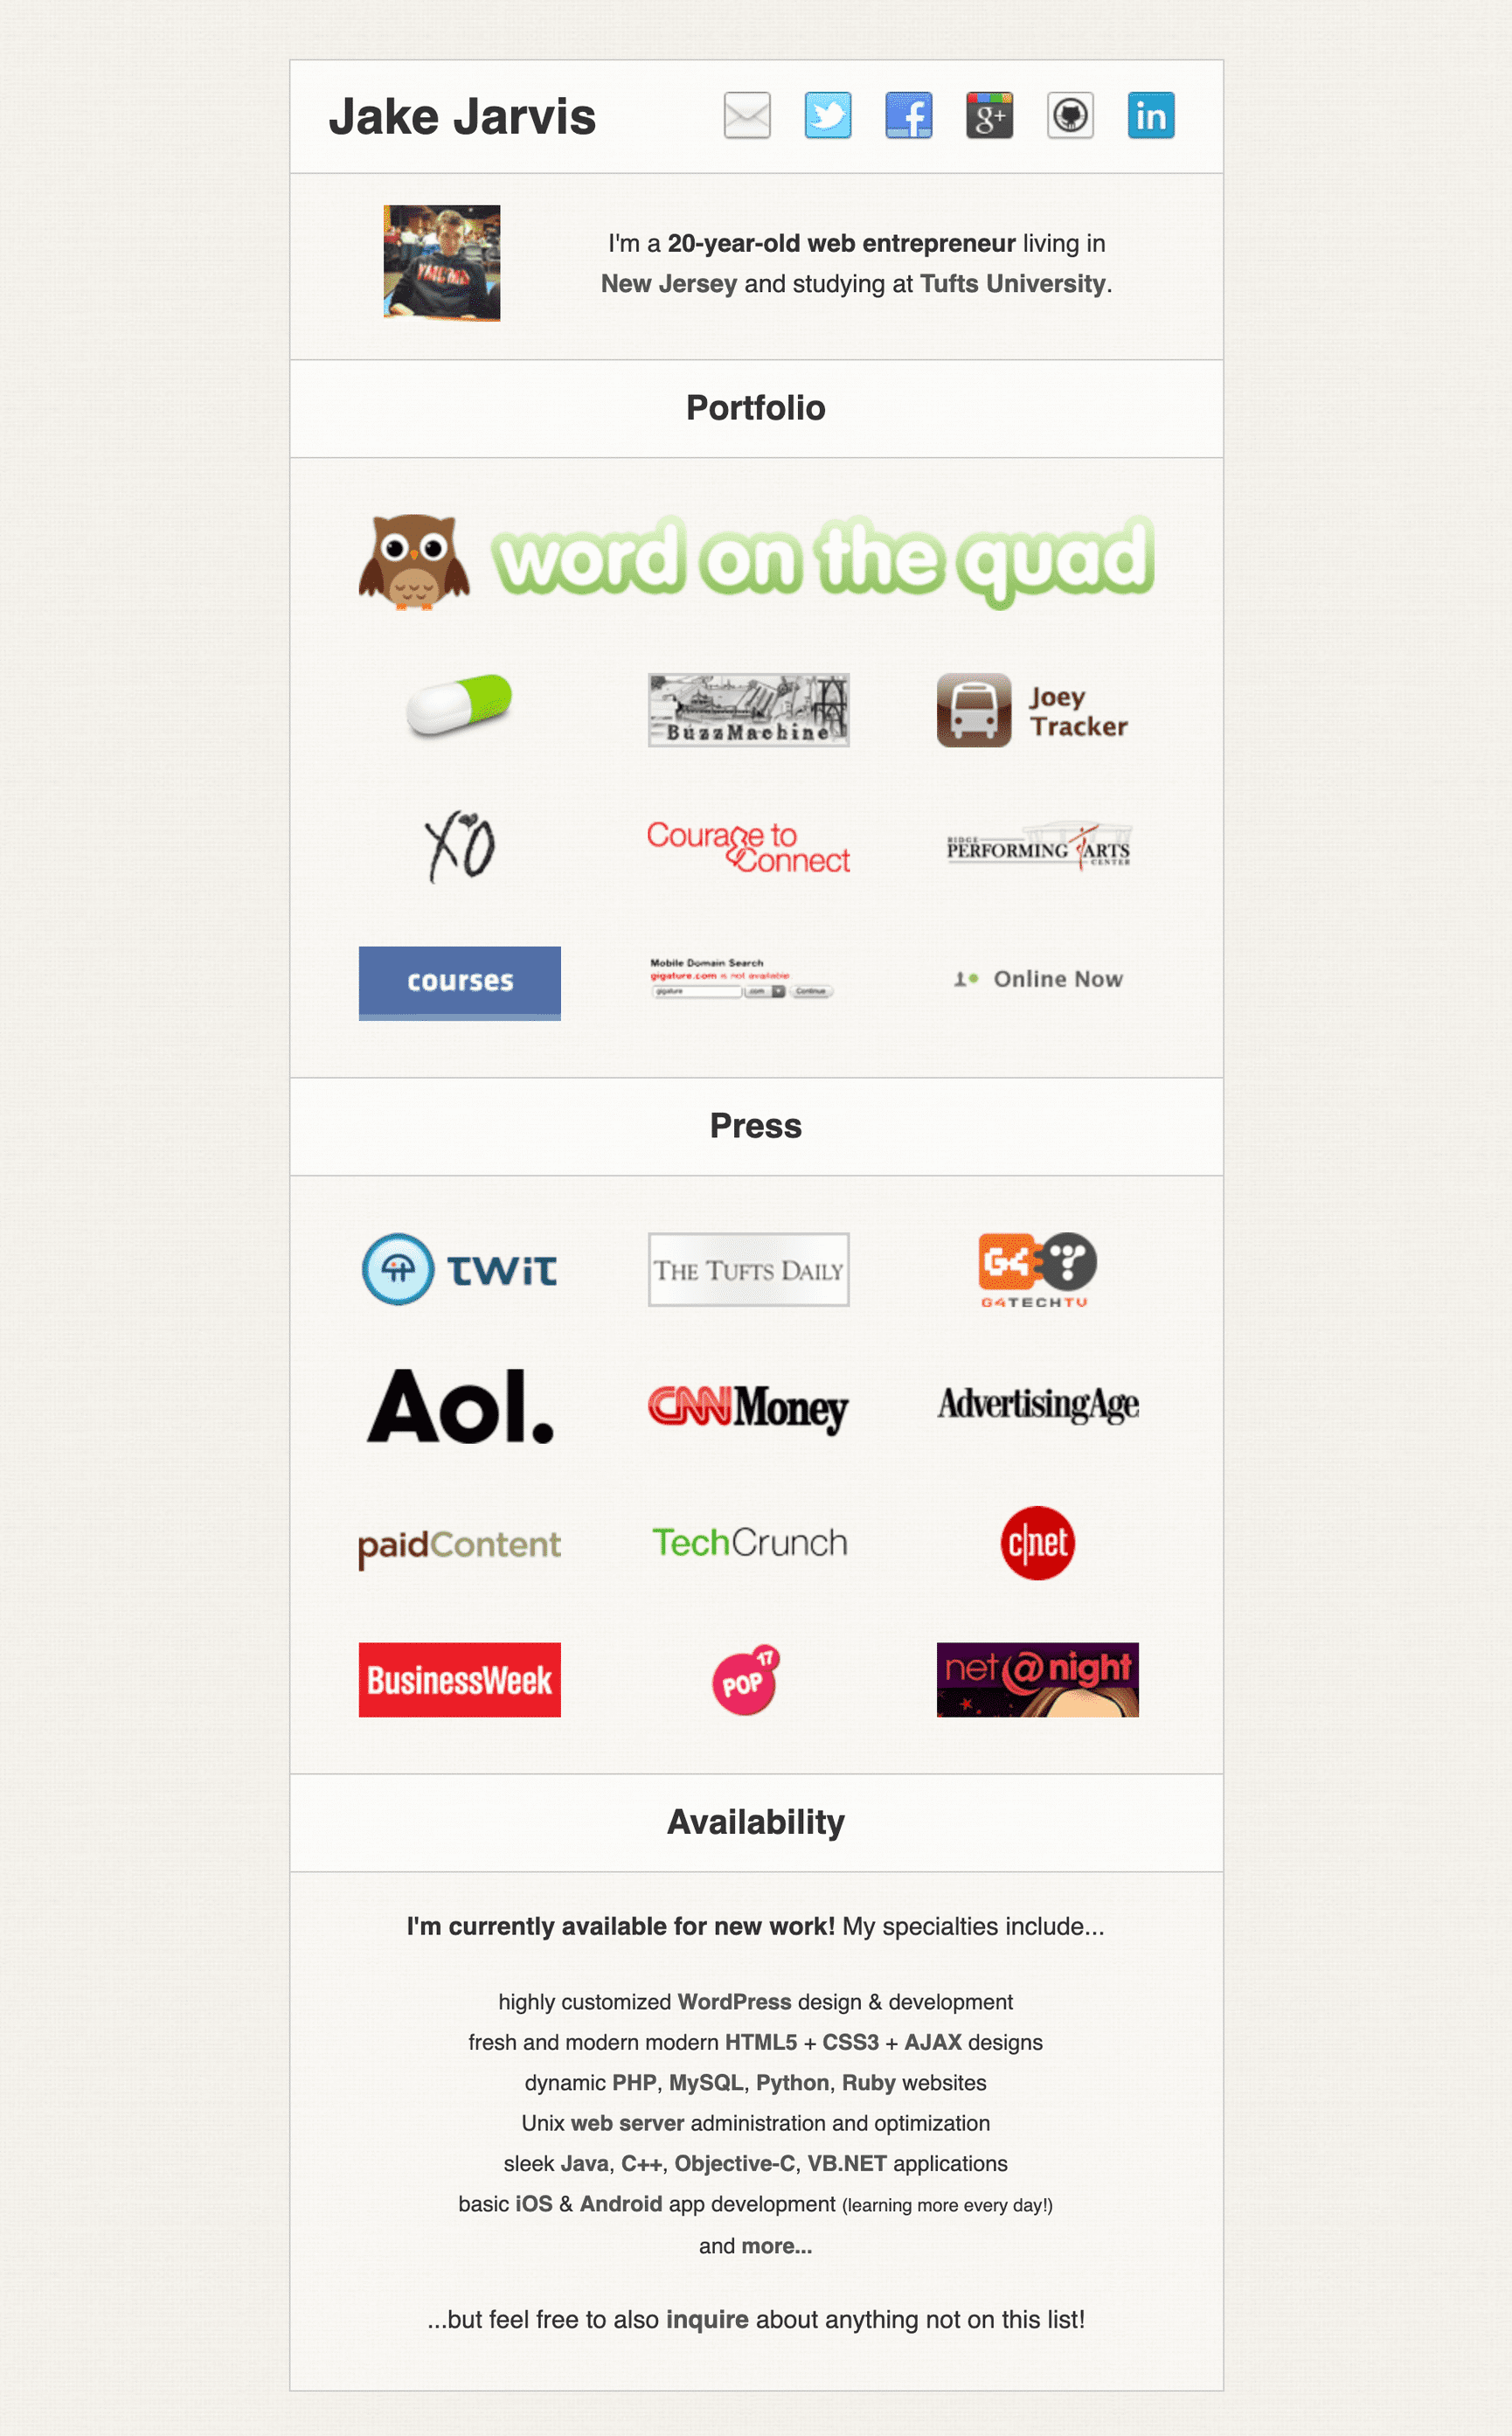 Jake Jarvis
g+
in
I'm a 20-year-old web entrepreneur living in
New Jersey and studying at Tufts University.
Portfolio
word on the quad
BuzzMachine
Joey
Tracker
XO
Courage to
Connect
RIDGE
PERFORMING ARTS
CENTER
courses
Mobile Domain Search
gigature.com is not available
gigature .com Continue
Online Now
Press
TWiT
THE TUFTS DAILY
G4
G4TECHTV
Aol.
CNNMoney
AdvertisingAge
paidContent
TechCrunch
c|net
BusinessWeek
POP 17
net@night
Availability
I'm currently available for new work! My specialties include...
highly customized WordPress design & development
fresh and modern modern HTML5 + CSS3 + AJAX designs
dynamic PHP, MySQL, Python, Ruby websites
Unix web server administration and optimization
sleek Java, C++, Objective-C, VB.NET applications
basic iOS & Android app development (learning more every day!)
and more...
...but feel free to also inquire about anything not on this list!